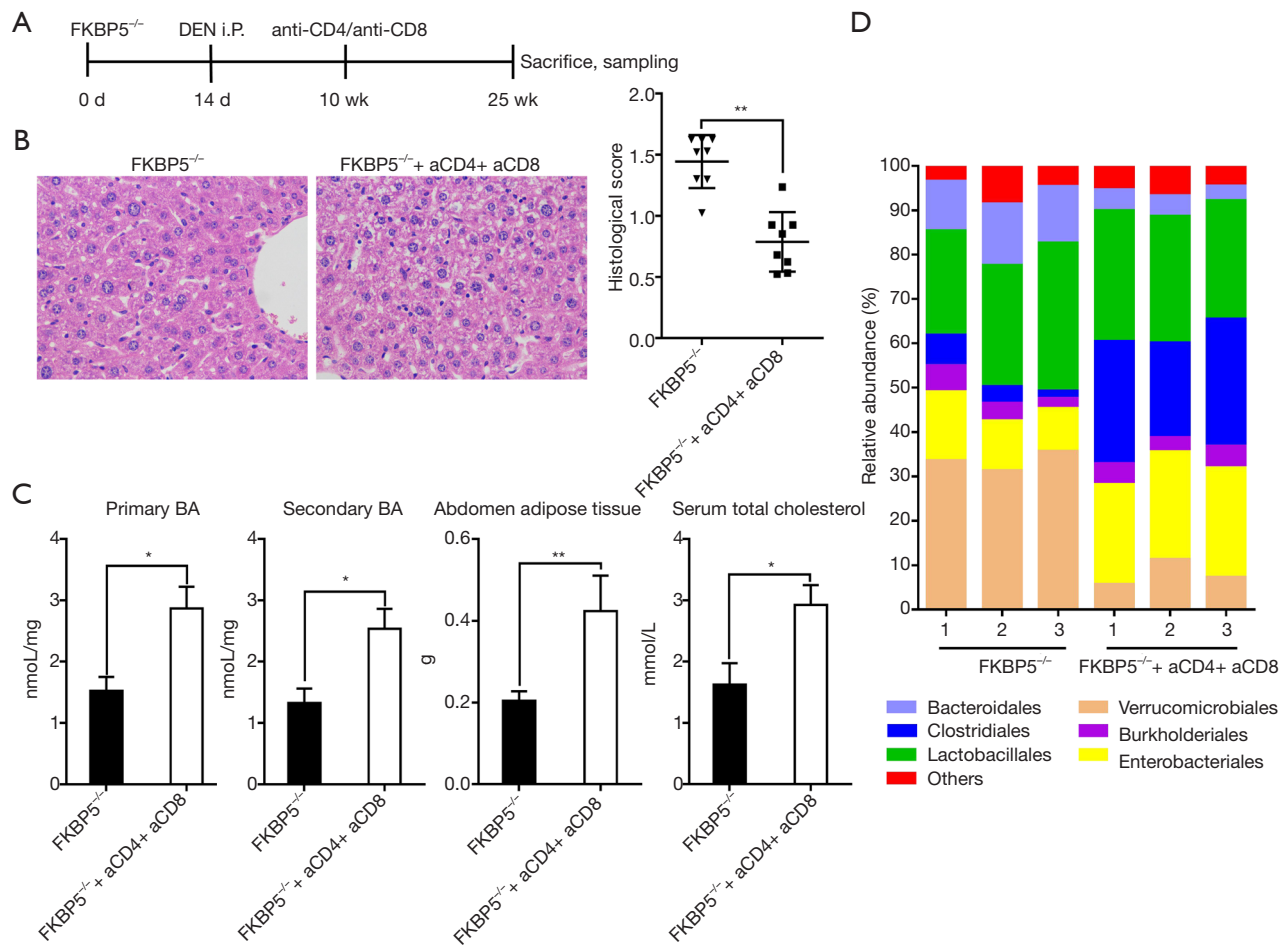 A
FKBP5⁻/⁻ DEN i.P. anti-CD4/anti-CD8
Sacrifice, sampling
0 d 14 d 10 wk 25 wk
B
FKBP5⁻/⁻ FKBP5⁻/⁻ + aCD4+ aCD8
Histological score
2.0
1.5
1.0
0.5
0.0
**
FKBP5⁻/⁻
FKBP5⁻/⁻ + aCD4+ aCD8
C
Primary BA
nmoL/mg
4
3
2
1
0
*
FKBP5⁻/⁻
FKBP5⁻/⁻ + aCD4+ aCD8
Secondary BA
nmoL/mg
4
3
2
1
0
*
FKBP5⁻/⁻
FKBP5⁻/⁻ + aCD4+ aCD8
Abdomen adipose tissue
g
0.6
0.4
0.2
0.0
**
FKBP5⁻/⁻
FKBP5⁻/⁻ + aCD4+ aCD8
Serum total cholesterol
mmol/L
4
3
2
1
0
*
FKBP5⁻/⁻
FKBP5⁻/⁻ + aCD4+ aCD8
D
Relative abundance (%)
100
90
80
70
60
50
40
30
20
10
0
1 2 3 1 2 3
FKBP5⁻/⁻ FKBP5⁻/⁻ + aCD4+ aCD8
Bacteroidales
Clostridiales
Lactobacillales
Others
Verrucomicrobiales
Burkholderiales
Enterobacteriales